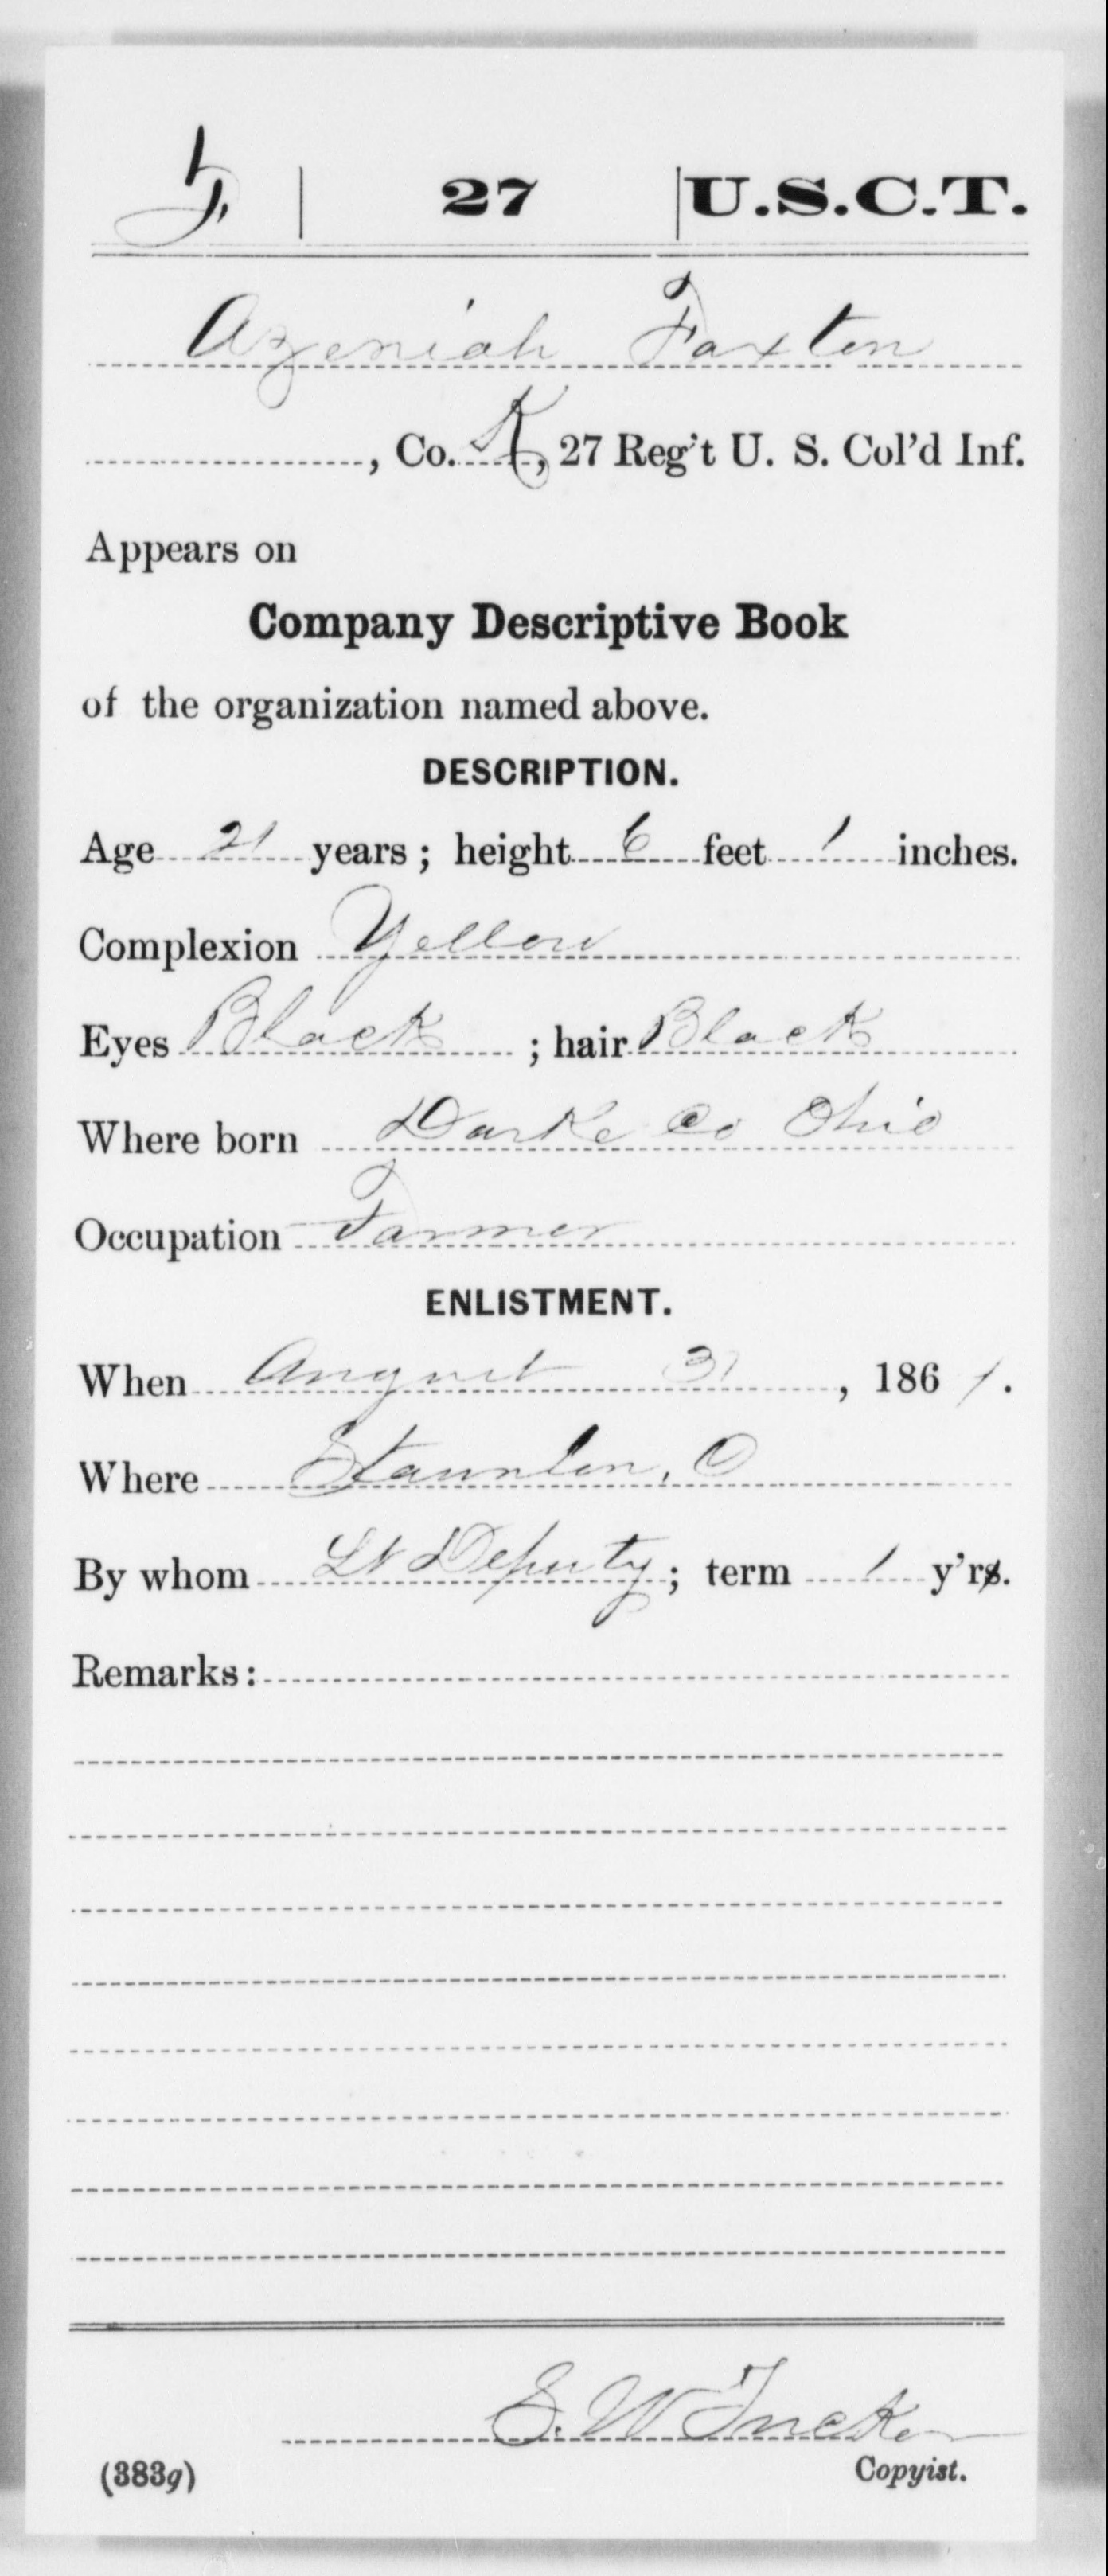 F | 27 | U.S.C.T.
Azeniah Faxton
, Co. K, 27 Reg't U. S. Col'd Inf.
Appears on
Company Descriptive Book
of the organization named above.
DESCRIPTION.
Age 21 years; height 6 feet 1 inches.
Complexion Yellow
Eyes Black ; hair Black
Where born Darke Co Ohio
Occupation Farmer
ENLISTMENT.
When August 31, 1861.
Where Staunton, O
By whom Lt Deputy; term 1 y'rs.
Remarks:
S. W. Tucker
(383g) Copyist.